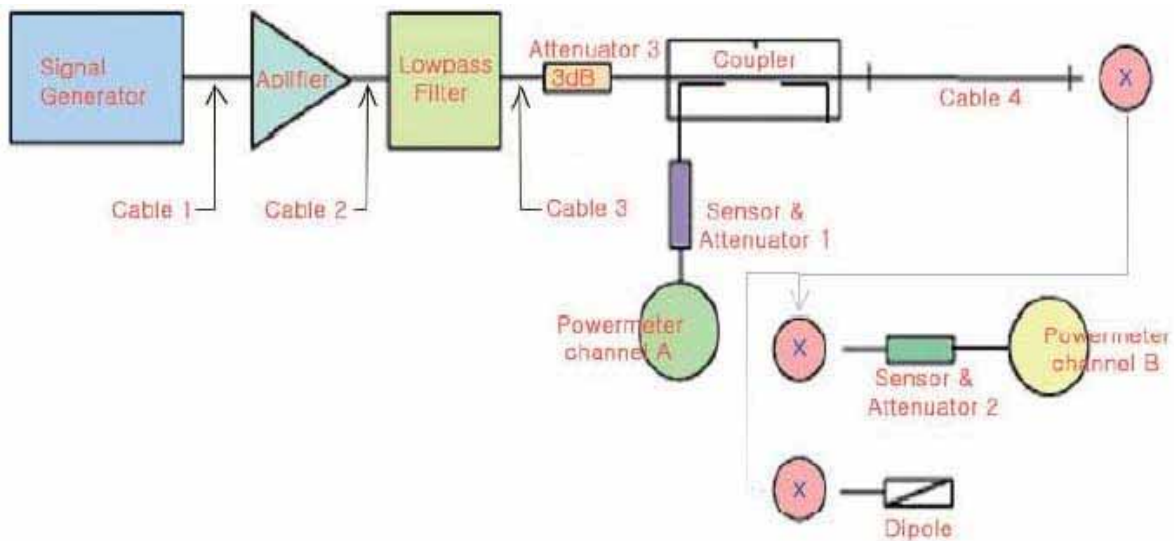 Signal
Generator
Aplifier
Lowpass
Filter
Attenuator 3
3dB
Coupler
Cable 4
X
Cable 1
Cable 2
Cable 3
Sensor &
Attenuator 1
Powermeter
channel A
X
Powermeter
channel B
Sensor &
Attenuator 2
X
Dipole